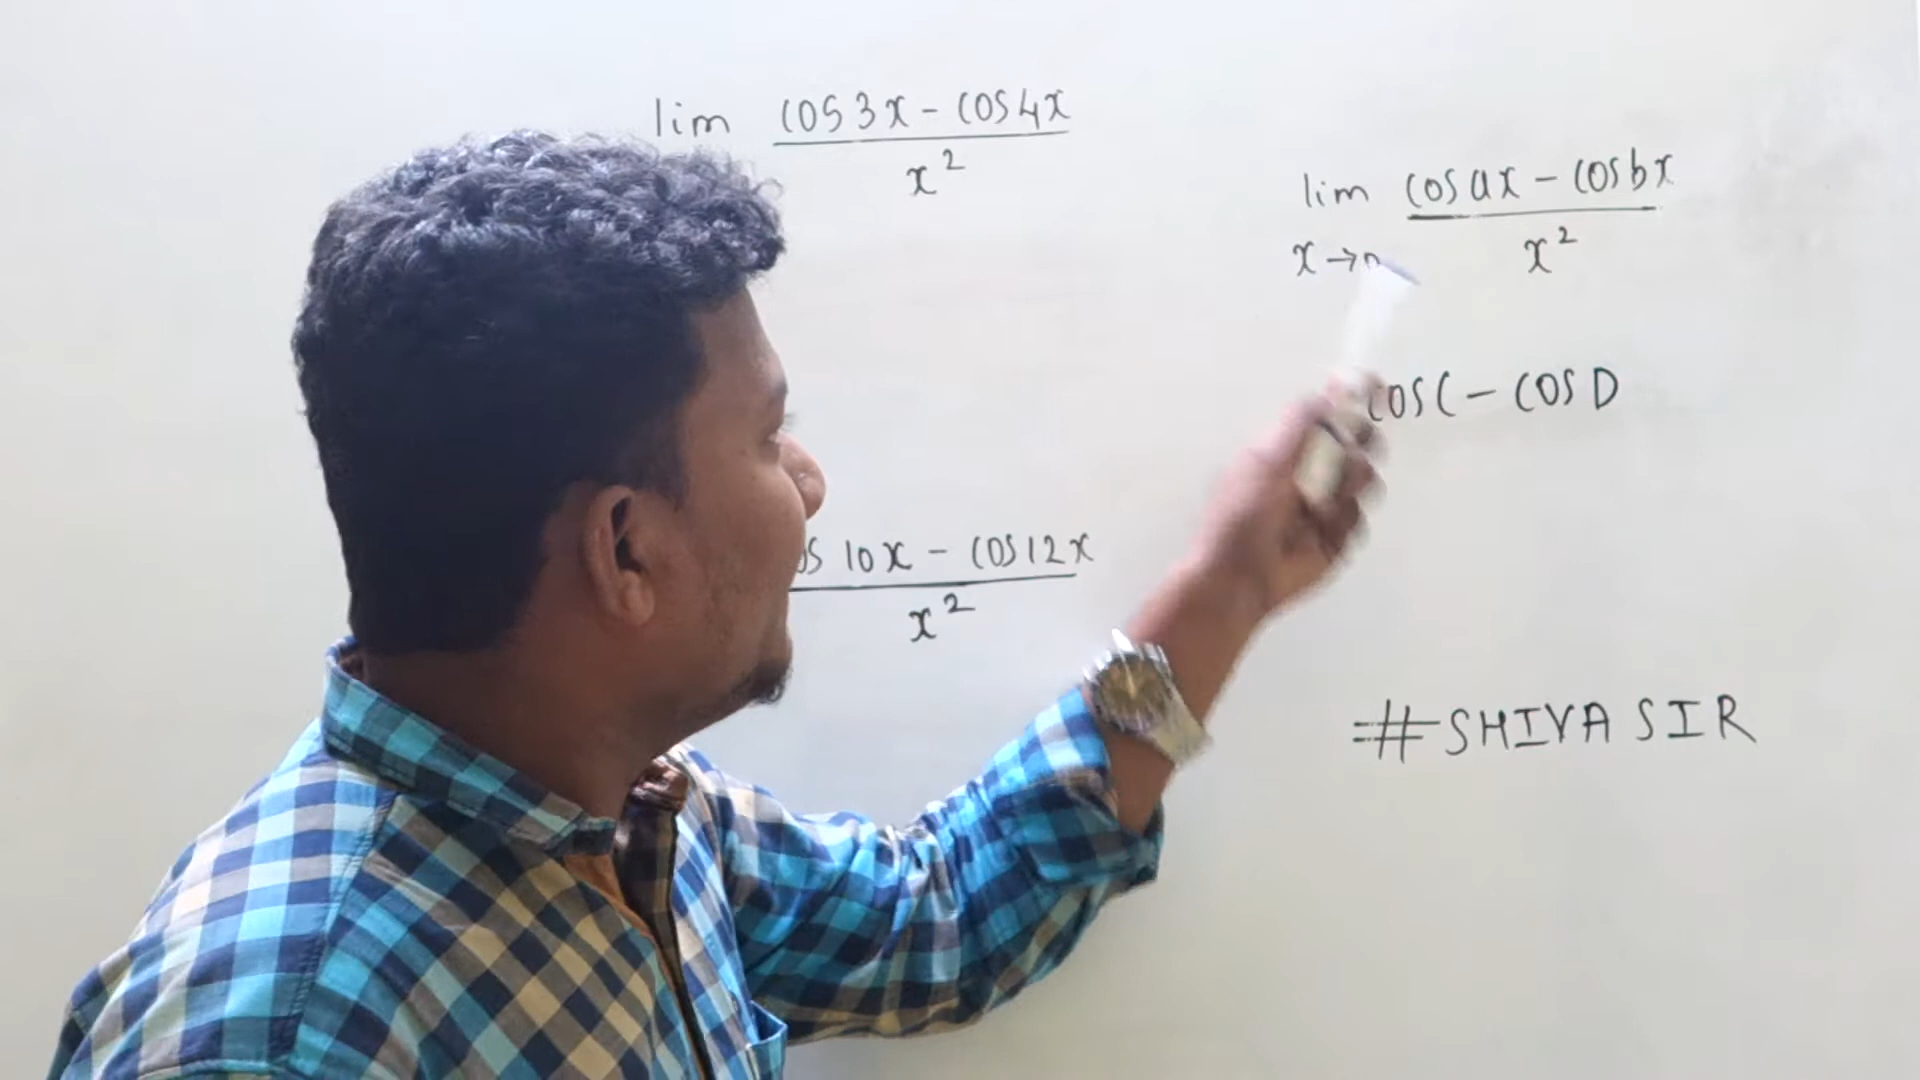 lim cos3x - cos4x
x²
lim cosax - cosbx
x →
x²
cosC - cosD
10x - cos12x
x²
#SHIVA SIR